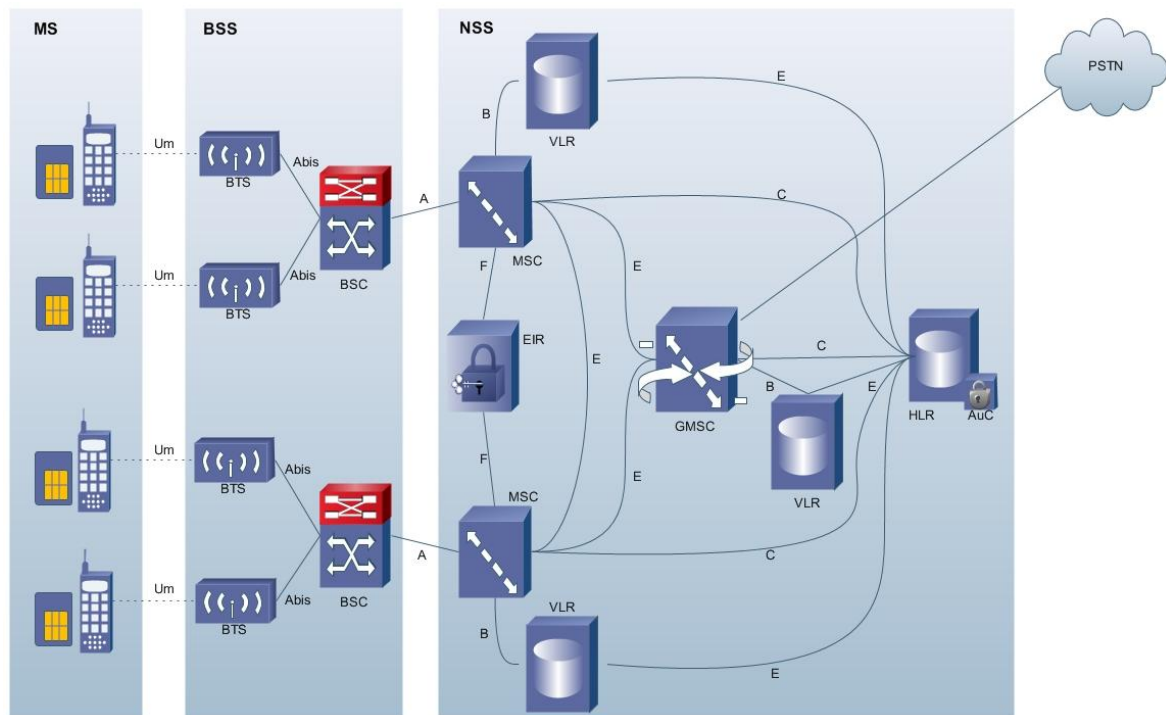 MS
BSS
NSS
PSTN
E
B
VLR
Um
Abis
BTS
A
C
MSC
Um
Abis
BTS
BSC
F
E
EIR
E
C
B
E
GMSC
HLR
AuC
Um
Abis
BTS
F
E
MSC
VLR
Um
Abis
BTS
BSC
A
C
VLR
B
E